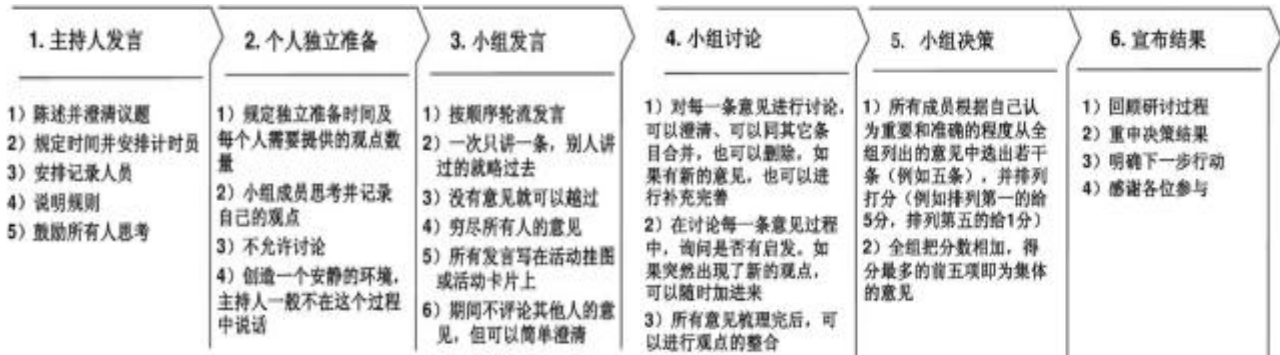 1. 主持人发言
1）陈述并澄清议题
2）规定时间并安排计时员
3）安排记录人员
4）说明规则
5）鼓励所有人思考
2. 个人独立准备
1）规定独立准备时间及
每个人需要提供的观点数
量
2）小组成员思考并记录
自己的观点
3）不允许讨论
4）创造一个安静的环境，
主持人一般不在这个过程
中说话
3. 小组发言
1）按顺序轮流发言
2）一次只讲一条，别人讲
过的就略过去
3）没有意见就可以越过
4）穷尽所有人的意见
5）所有发言写在活动挂图
或活动卡片上
6）期间不评论其他人的意
见，但可以简单澄清
4. 小组讨论
1）对每一条意见进行讨论，
可以澄清、可以同其它条
目合并，也可以删除，如
果有新的意见，也可以进
行补充完善
2）在讨论每一条意见过程
中，询问是否有启发。如
果突然出现了新的观点，
可以随时加进来
3）所有意见梳理完后，可
以进行观点的整合
5. 小组决策
1）所有成员根据自己认
为重要和准确的程度从全
组列出的意见中选出若干
条（例如五条），并排列
打分（例如排列第一的给
5分，排列第五的给1分）
2）全组把分数相加，得
分最多的前五项即为集体
的意见
6. 宣布结果
1）回顾研讨过程
2）重申决策结果
3）明确下一步行动
4）感谢各位参与